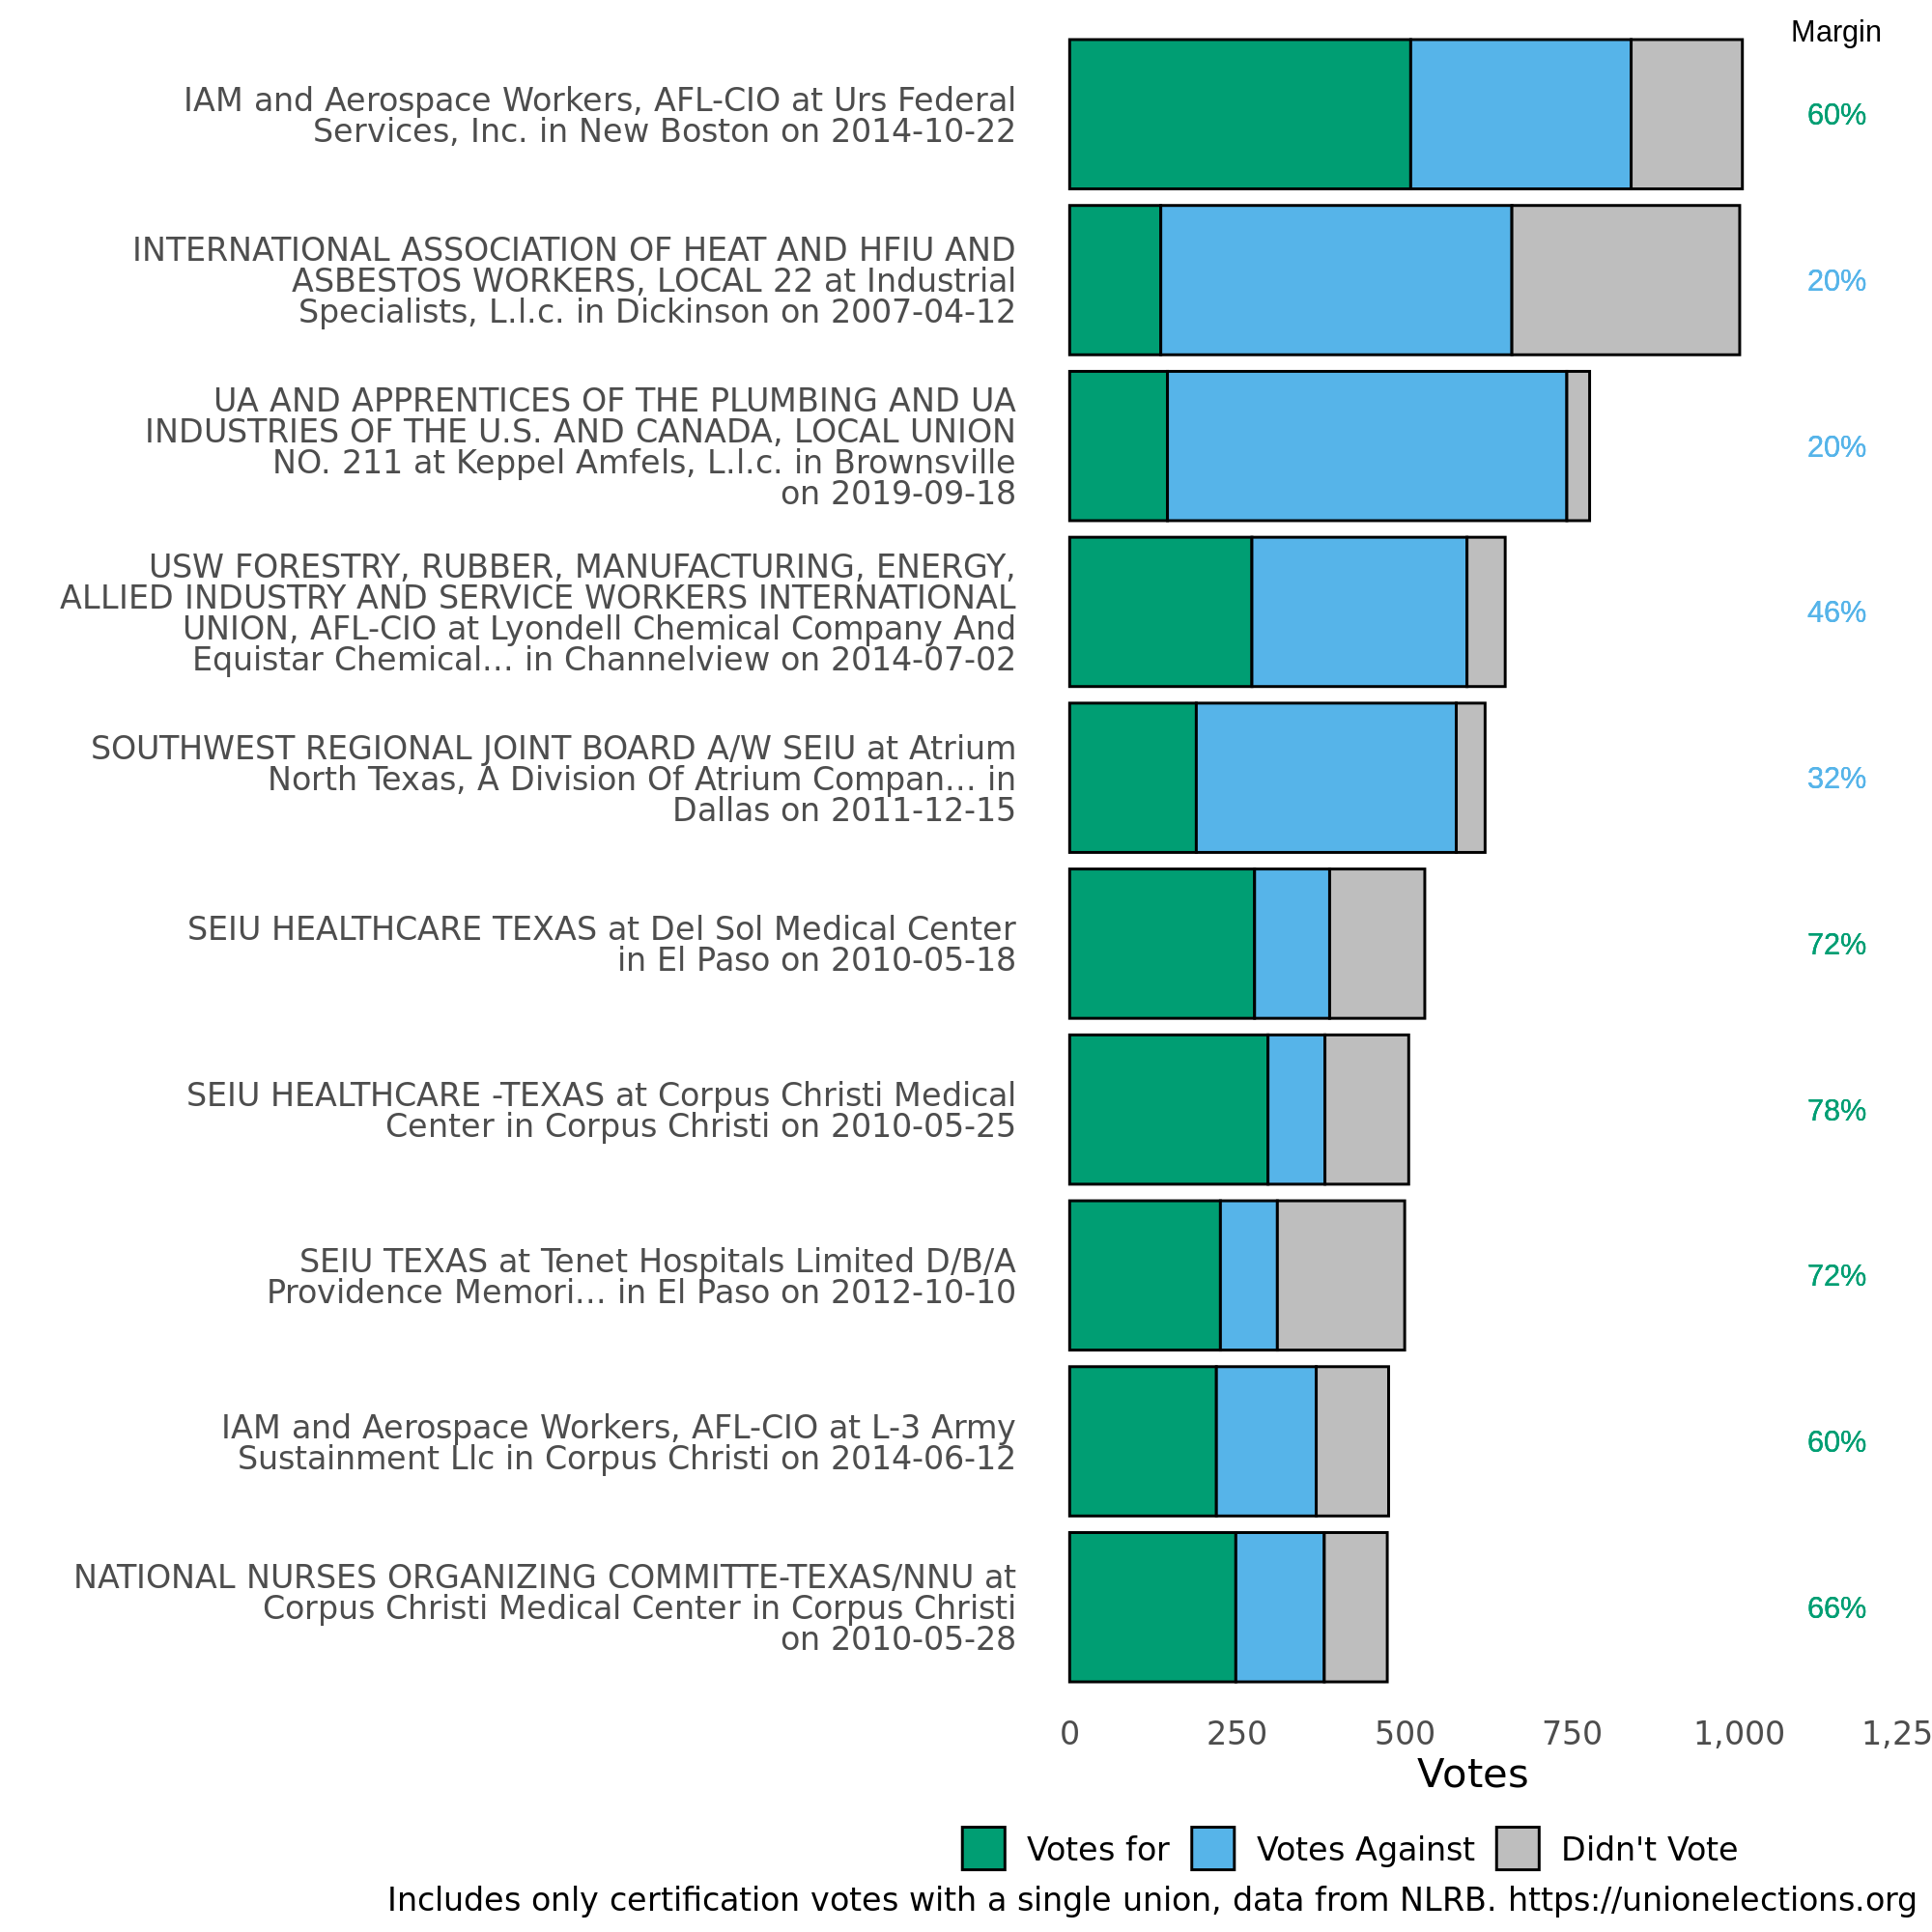 Margin
IAM and Aerospace Workers, AFL-CIO at Urs Federal
Services, Inc. in New Boston on 2014-10-22
60%
INTERNATIONAL ASSOCIATION OF HEAT AND HFIU AND
ASBESTOS WORKERS, LOCAL 22 at Industrial
Specialists, L.l.c. in Dickinson on 2007-04-12
20%
UA AND APPRENTICES OF THE PLUMBING AND UA
INDUSTRIES OF THE U.S. AND CANADA, LOCAL UNION
NO. 211 at Keppel Amfels, L.l.c. in Brownsville
on 2019-09-18
20%
USW FORESTRY, RUBBER, MANUFACTURING, ENERGY,
ALLIED INDUSTRY AND SERVICE WORKERS INTERNATIONAL
UNION, AFL-CIO at Lyondell Chemical Company And
Equistar Chemical... in Channelview on 2014-07-02
46%
SOUTHWEST REGIONAL JOINT BOARD A/W SEIU at Atrium
North Texas, A Division Of Atrium Compan... in
Dallas on 2011-12-15
32%
SEIU HEALTHCARE TEXAS at Del Sol Medical Center
in El Paso on 2010-05-18
72%
SEIU HEALTHCARE -TEXAS at Corpus Christi Medical
Center in Corpus Christi on 2010-05-25
78%
SEIU TEXAS at Tenet Hospitals Limited D/B/A
Providence Memori... in El Paso on 2012-10-10
72%
IAM and Aerospace Workers, AFL-CIO at L-3 Army
Sustainment Llc in Corpus Christi on 2014-06-12
60%
NATIONAL NURSES ORGANIZING COMMITTE-TEXAS/NNU at
Corpus Christi Medical Center in Corpus Christi
on 2010-05-28
66%
0 250 500 750 1,000 1,25
Votes
Votes for Votes Against Didn't Vote
Includes only certification votes with a single union, data from NLRB. https://unionelections.org